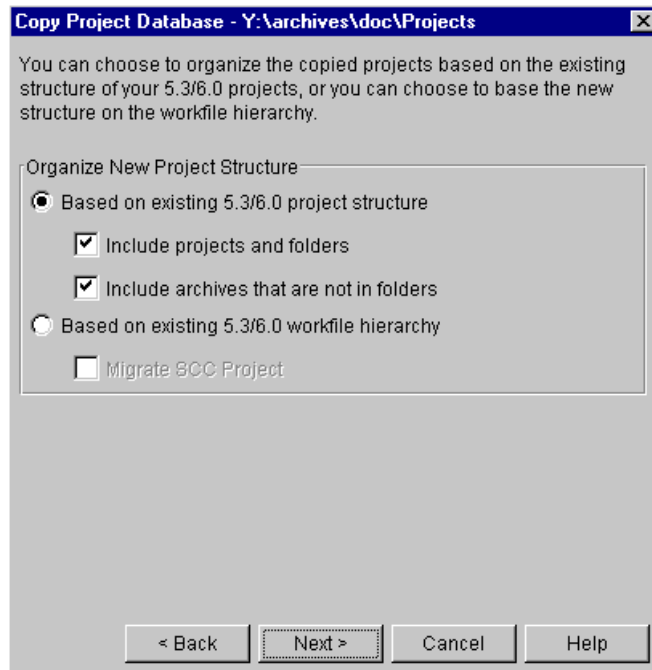 Copy Project Database - Y:\archives\doc\Projects
You can choose to organize the copied projects based on the existing
structure of your 5.3/6.0 projects, or you can choose to base the new
structure on the workfile hierarchy.
Organize New Project Structure
Based on existing 5.3/6.0 project structure
Include projects and folders
Include archives that are not in folders
Based on existing 5.3/6.0 workfile hierarchy
Migrate SCC Project
< Back Next > Cancel Help